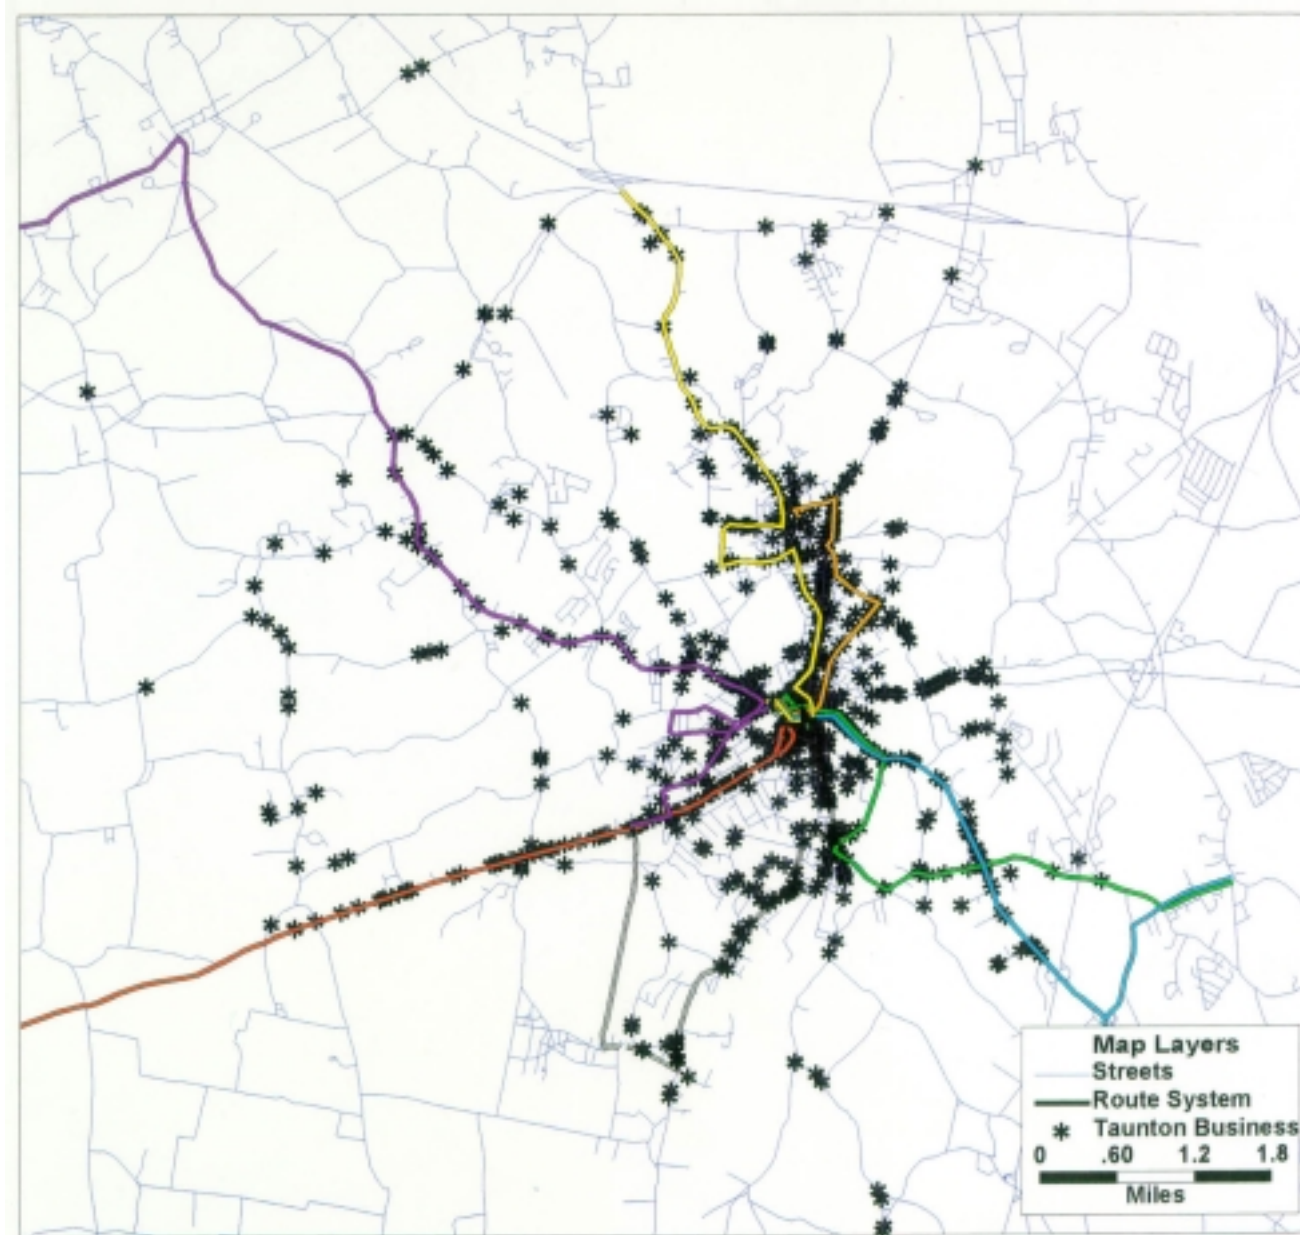 Map Layers
Streets
Route System
Taunton Business
0 .60 1.2 1.8
Miles